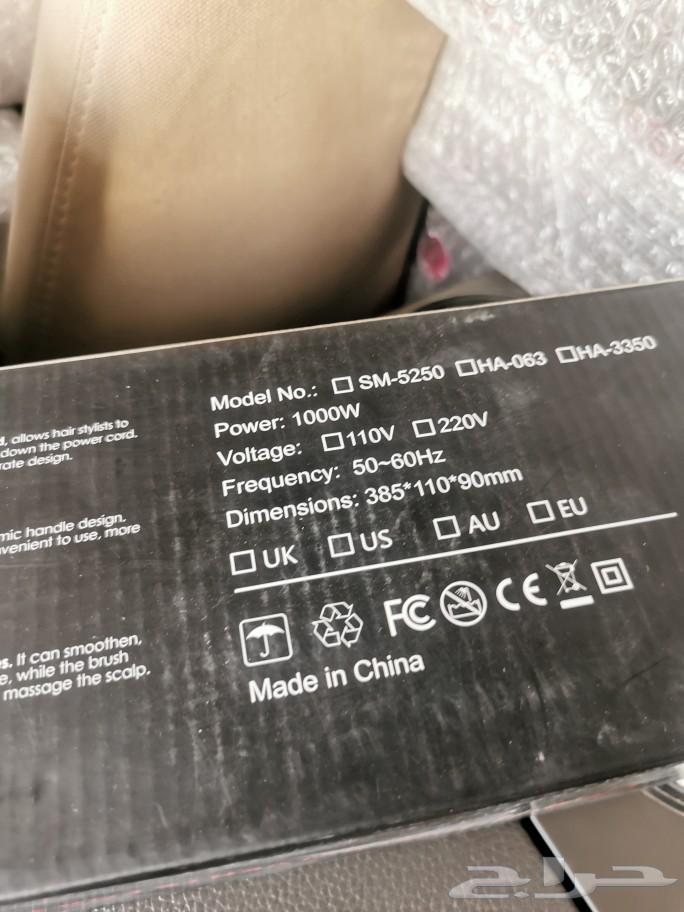 , allows hair stylists to
down the power cord.
rate design.
mic handle design.
venient to use, more
s. It can smoothen,
e, while the brush
massage the scalp.
Model No.: ☐ SM-5250 ☐HA-063 ☐HA-3350
Power: 1000W
Voltage: ☐110V ☐220V
Frequency: 50~60Hz
Dimensions: 385*110*90mm
☐ UK ☐ US ☐ AU ☐ EU
FC CE
Made in China
حراج